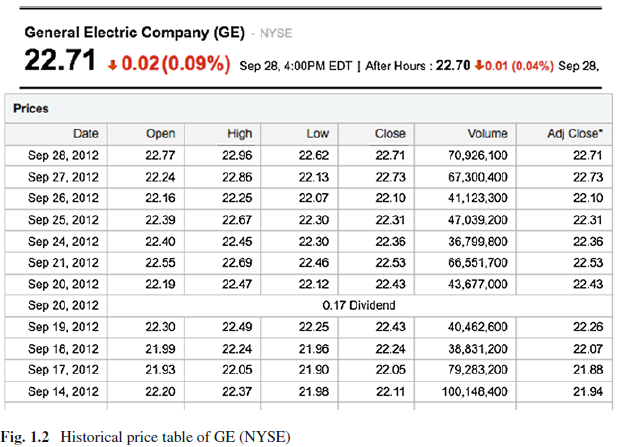 General Electric Company (GE) - NYSE
22.71 0.02 (0.09%) Sep 28, 4:00PM EDT | After Hours : 22.70 0.01 (0.04%) Sep 28,
Prices
Date Open High Low Close Volume Adj Close*
Sep 28, 2012 22.77 22.96 22.62 22.71 70,926,100 22.71
Sep 27, 2012 22.24 22.86 22.13 22.73 67,300,400 22.73
Sep 26, 2012 22.16 22.25 22.07 22.10 41,123,300 22.10
Sep 25, 2012 22.39 22.67 22.30 22.31 47,039,200 22.31
Sep 24, 2012 22.40 22.45 22.30 22.36 36,799,800 22.36
Sep 21, 2012 22.55 22.69 22.46 22.53 66,551,700 22.53
Sep 20, 2012 22.19 22.47 22.12 22.43 43,677,000 22.43
Sep 20, 2012 0.17 Dividend
Sep 19, 2012 22.30 22.49 22.25 22.43 40,462,600 22.26
Sep 18, 2012 21.99 22.24 21.96 22.24 38,831,200 22.07
Sep 17, 2012 21.93 22.05 21.90 22.05 79,283,200 21.88
Sep 14, 2012 22.20 22.37 21.98 22.11 100,148,400 21.94
Fig. 1.2 Historical price table of GE (NYSE)